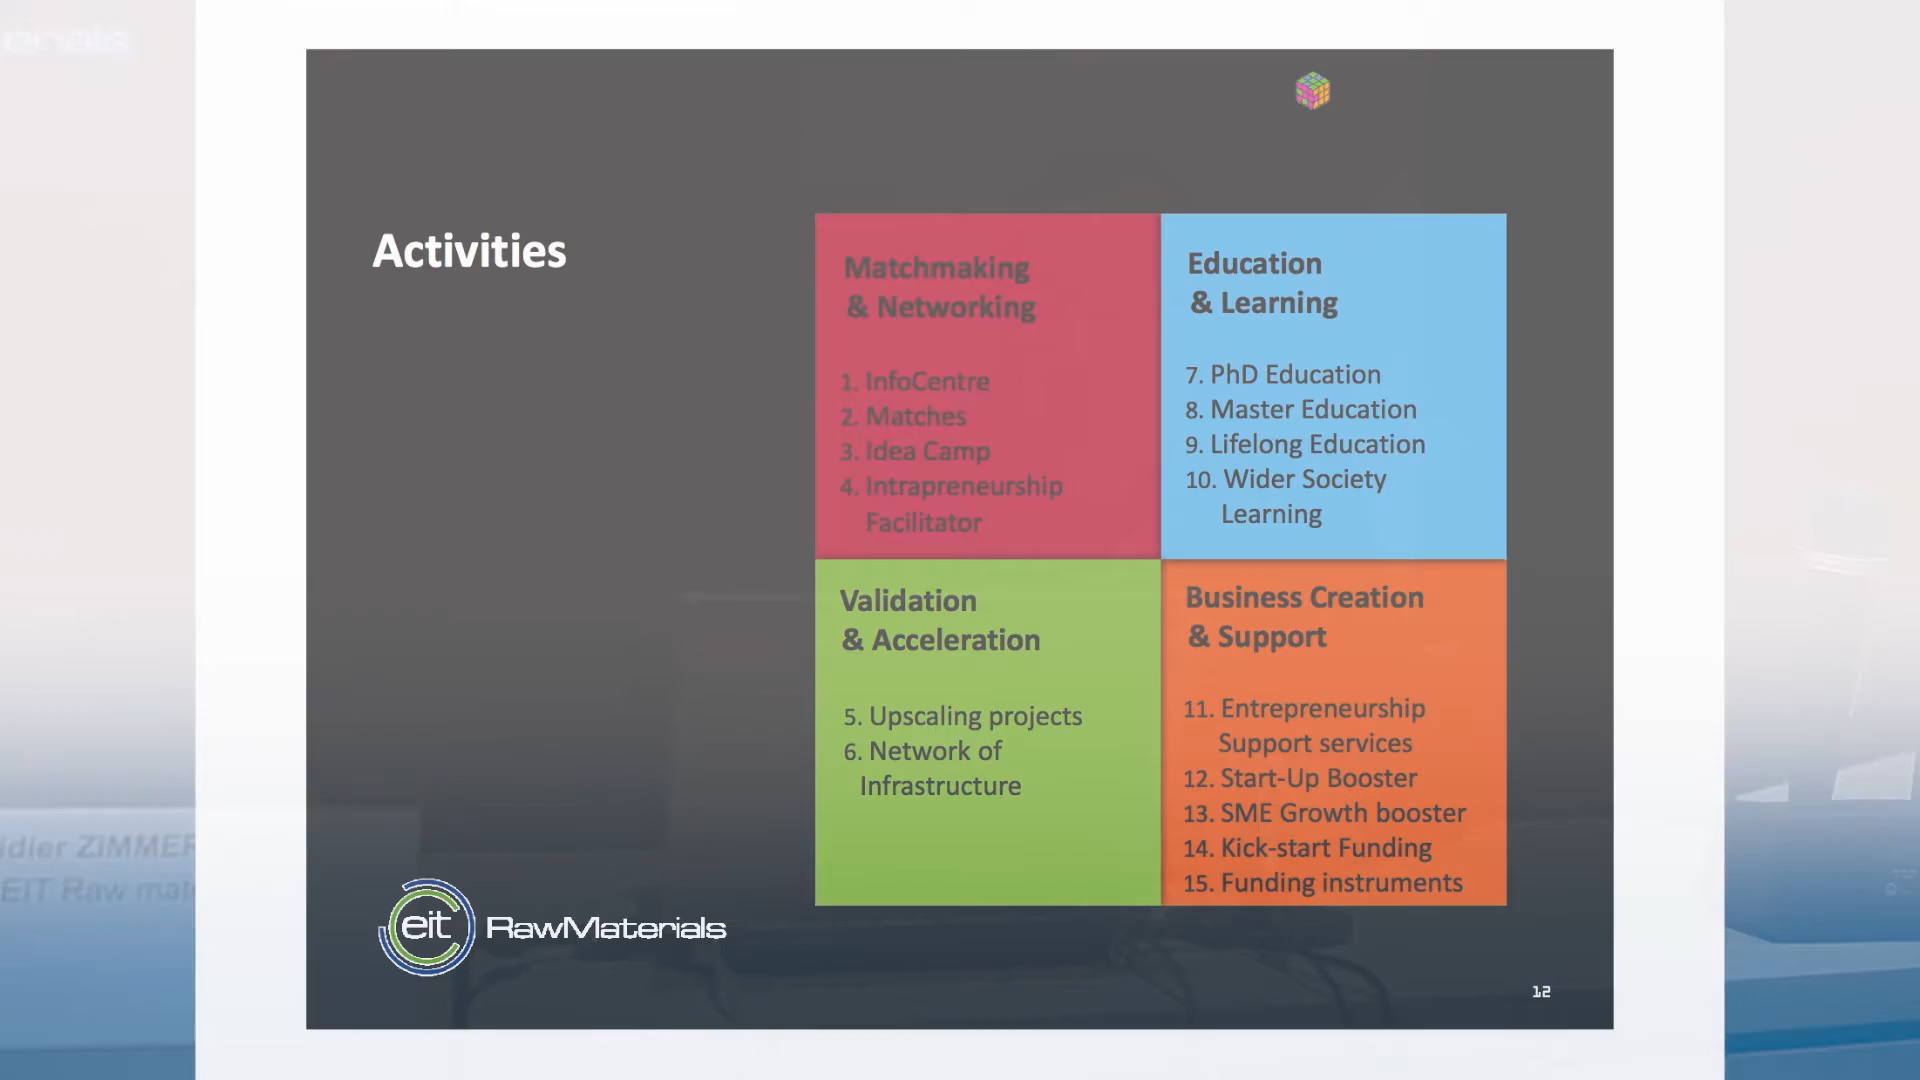 Activities
Matchmaking
& Networking
1. InfoCentre
2. Matches
3. Idea Camp
4. Intrapreneurship
Facilitator
Education
& Learning
7. PhD Education
8. Master Education
9. Lifelong Education
10. Wider Society
Learning
Validation
& Acceleration
5. Upscaling projects
6. Network of
Infrastructure
Business Creation
& Support
11. Entrepreneurship
Support services
12. Start-Up Booster
13. SME Growth booster
14. Kick-start Funding
15. Funding instruments
eit RawMaterials
12
ZIMMER
EIT Raw